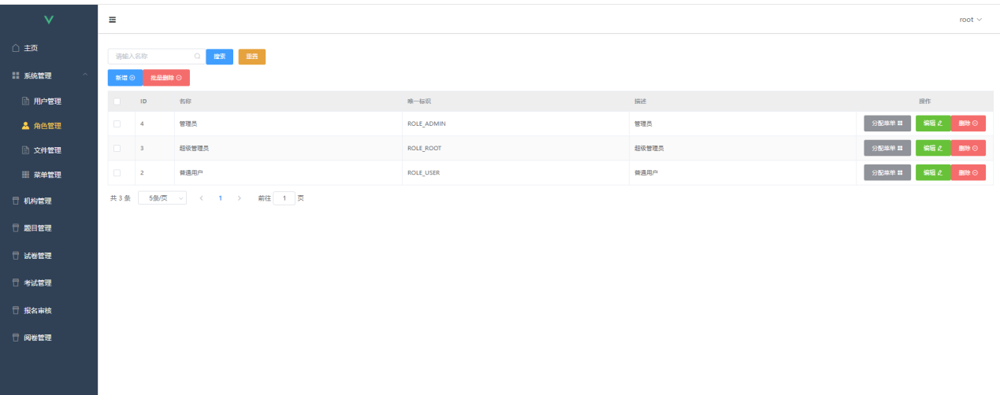 root
主页
系统管理
用户管理
角色管理
文件管理
菜单管理
机构管理
题目管理
试卷管理
考试管理
报名审核
阅卷管理
请输入名称 搜索 重置
新增 批量删除
ID 名称 唯一标识 描述 操作
4 管理员 ROLE_ADMIN 管理员 分配菜单 编辑 删除
3 超级管理员 ROLE_ROOT 超级管理员 分配菜单 编辑 删除
2 普通用户 ROLE_USER 普通用户 分配菜单 编辑 删除
共 3 条 5条/页 1 前往 1 页